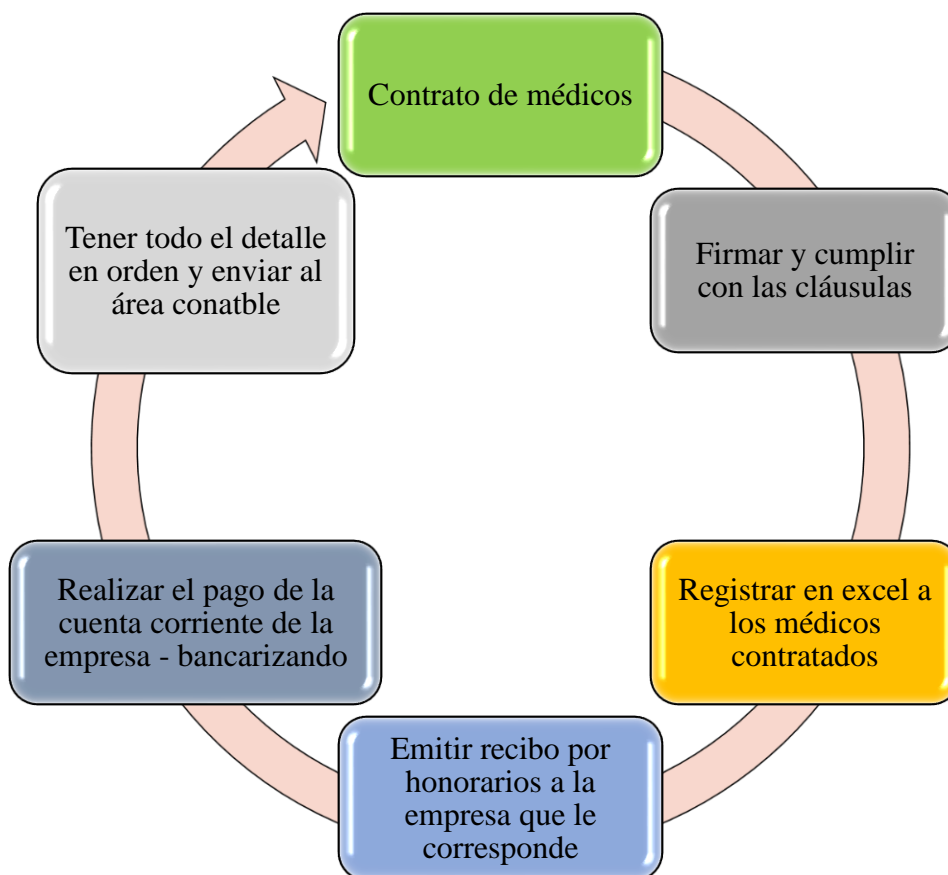 Contrato de médicos
Firmar y cumplir
con las cláusulas
Registrar en excel a
los médicos
contratados
Emitir recibo por
honorarios a la
empresa que le
corresponde
Realizar el pago de la
cuenta corriente de la
empresa - bancarizando
Tener todo el detalle
en orden y enviar al
área conatble